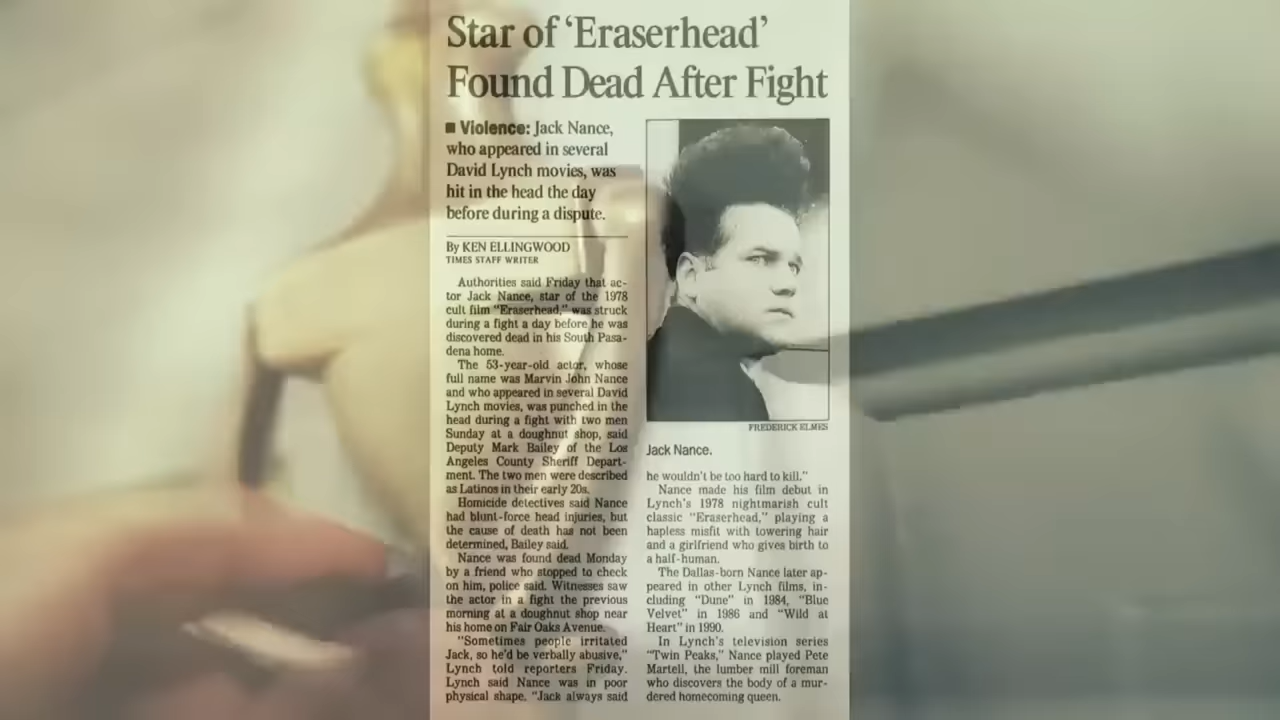 Star of ‘Eraserhead’
Found Dead After Fight
■ Violence: Jack Nance,
who appeared in several
David Lynch movies, was
hit in the head the day
before during a dispute.
By KEN ELLINGWOOD
TIMES STAFF WRITER
Authorities said Friday that ac-
tor Jack Nance, star of the 1978
cult film "Eraserhead," was struck
during a fight a day before he was
discovered dead in his South Pasa-
dena home.
The 53-year-old actor, whose
full name was Marvin John Nance
and who appeared in several David
Lynch movies, was punched in the
head during a fight with two men
Sunday at a doughnut shop, said
Deputy Mark Bailey of the Los
Angeles County Sheriff Depart-
ment. The two men were described
as Latinos in their early 20s.
Homicide detectives said Nance
had blunt-force head injuries, but
the cause of death has not been
determined, Bailey said.
Nance was found dead Monday
by a friend who stopped to check
on him, police said. Witnesses saw
the actor in a fight the previous
morning at a doughnut shop near
his home on Fair Oaks Avenue.
"Sometimes people irritated
Jack, so he'd be verbally abusive,"
Lynch told reporters Friday.
Lynch said Nance was in poor
physical shape. "Jack always said
FREDERICK ELMES
Jack Nance.
he wouldn't be too hard to kill."
Nance made his film debut in
Lynch's 1978 nightmarish cult
classic "Eraserhead," playing a
hapless misfit with towering hair
and a girlfriend who gives birth to
a half-human.
The Dallas-born Nance later ap-
peared in other Lynch films, in-
cluding "Dune" in 1984, "Blue
Velvet" in 1986 and "Wild at
Heart" in 1990.
In Lynch's television series
"Twin Peaks," Nance played Pete
Martell, the lumber mill foreman
who discovers the body of a mur-
dered homecoming queen.